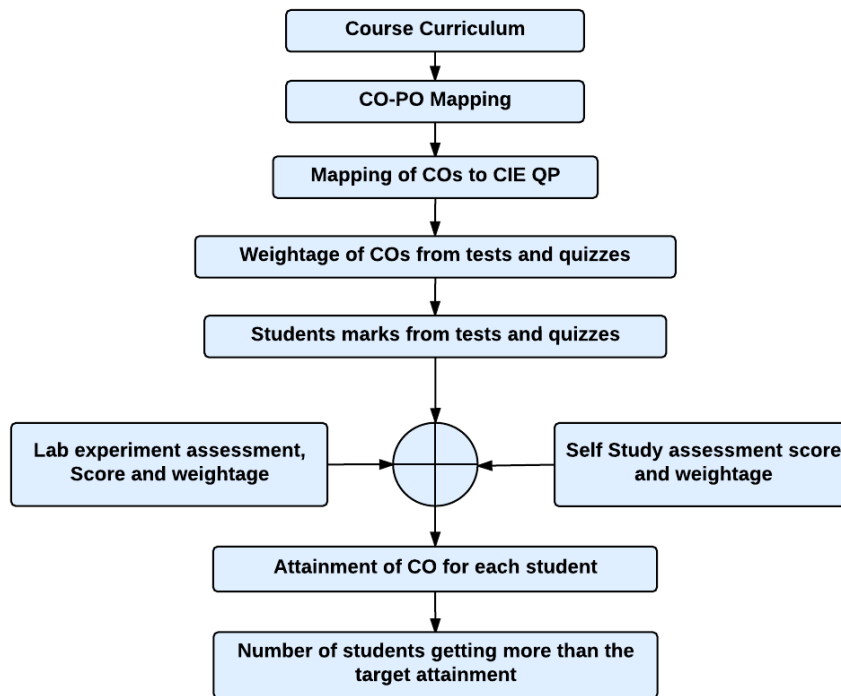 Course Curriculum
CO-PO Mapping
Mapping of COs to CIE QP
Weightage of COs from tests and quizzes
Students marks from tests and quizzes
Lab experiment assessment,
Score and weightage
Self Study assessment score
and weightage
Attainment of CO for each student
Number of students getting more than the
target attainment